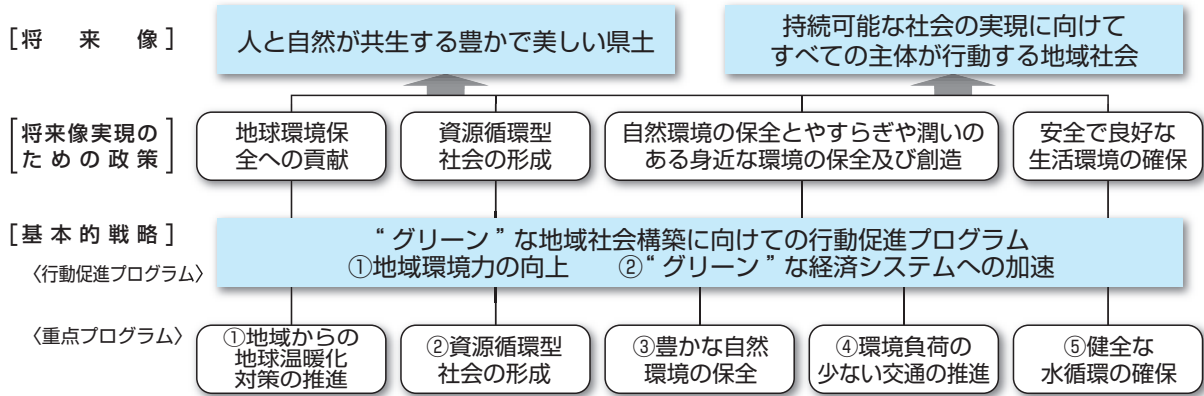 [将来像]
人と自然が共生する豊かで美しい県土
持続可能な社会の実現に向けて
すべての主体が行動する地域社会
[将来像実現の
ための政策]
地球環境保
全への貢献
資源循環型
社会の形成
自然環境の保全とやすらぎや潤いの
ある身近な環境の保全及び創造
安全で良好な
生活環境の確保
[基本的戦略]
〈行動促進プログラム〉
“グリーン”な地域社会構築に向けての行動促進プログラム
①地域環境力の向上 ②“グリーン”な経済システムへの加速
〈重点プログラム〉
①地域からの
地球温暖化
対策の推進
②資源循環型
社会の形成
③豊かな自然
環境の保全
④環境負荷の
少ない交通の推進
⑤健全な
水循環の確保